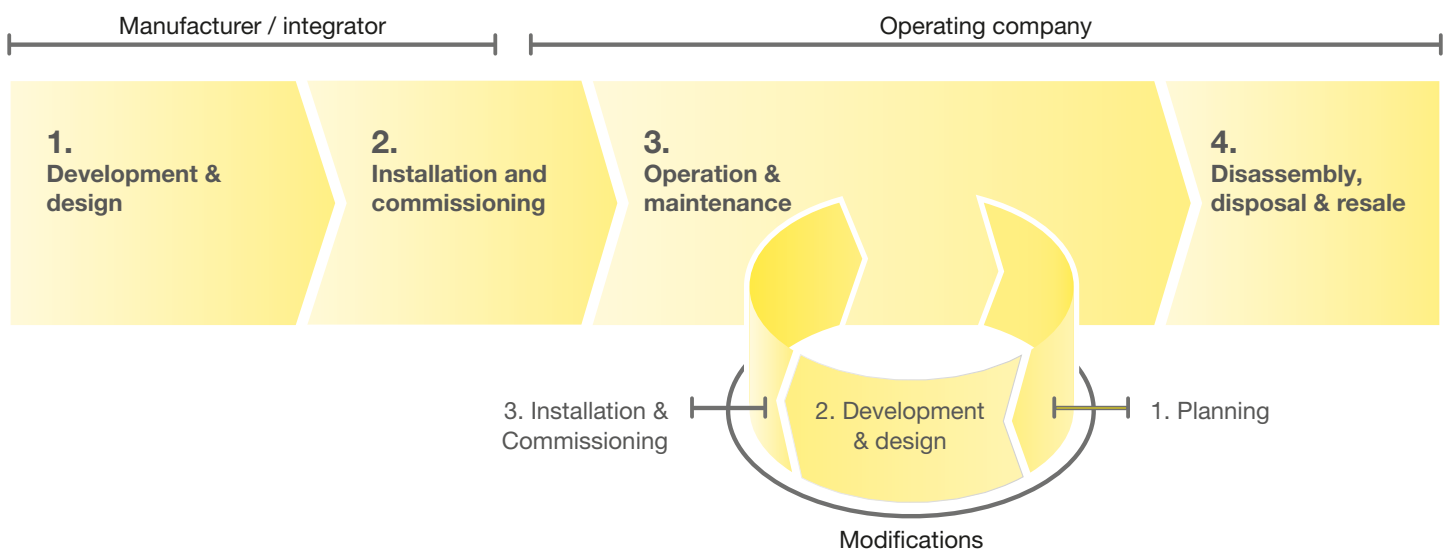 Manufacturer / integrator
Operating company
1.
Development &
design
2.
Installation and
commissioning
3.
Operation &
maintenance
4.
Disassembly,
disposal & resale
3. Installation &
Commissioning
2. Development
& design
1. Planning
Modifications